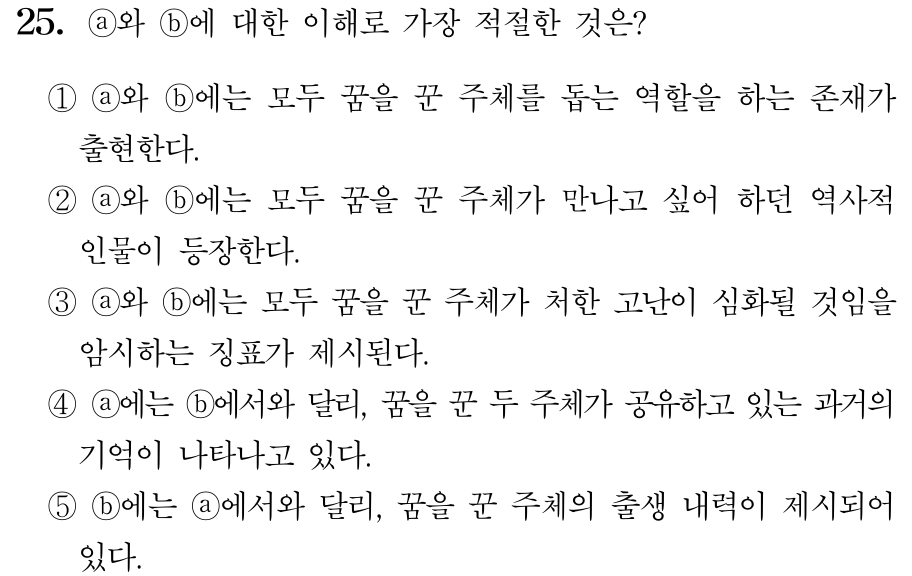 25. ⓐ와 ⓑ에 대한 이해로 가장 적절한 것은?
① ⓐ와 ⓑ에는 모두 꿈을 꾼 주체를 돕는 역할을 하는 존재가
출현한다.
② ⓐ와 ⓑ에는 모두 꿈을 꾼 주체가 만나고 싶어 하던 역사적
인물이 등장한다.
③ ⓐ와 ⓑ에는 모두 꿈을 꾼 주체가 처한 고난이 심화될 것임을
암시하는 징표가 제시된다.
④ ⓐ에는 ⓑ에서와 달리, 꿈을 꾼 두 주체가 공유하고 있는 과거의
기억이 나타나고 있다.
⑤ ⓑ에는 ⓐ에서와 달리, 꿈을 꾼 주체의 출생 내력이 제시되어
있다.